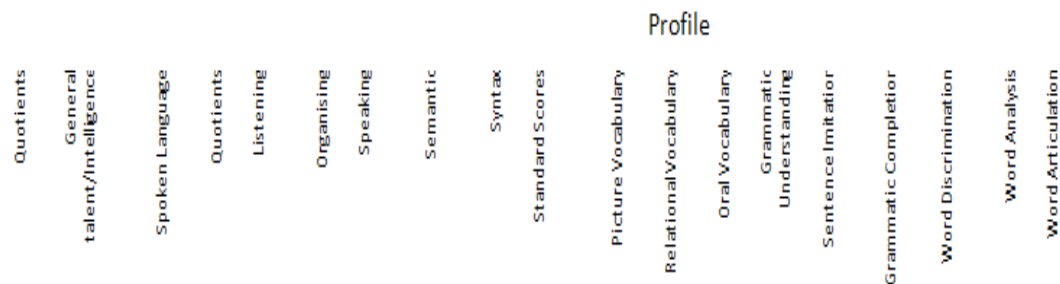 Profile
Quotients
General
talent/Intelligence
Spoken Language
Quotients
Listening
Organising
Speaking
Semantic
Syntax
Standard Scores
Picture Vocabulary
Relational Vocabulary
Oral Vocabulary
Grammatic
Understanding
Sentence Imitation
Grammatic Completion
Word Discrimination
Word Analysis
Word Articulation